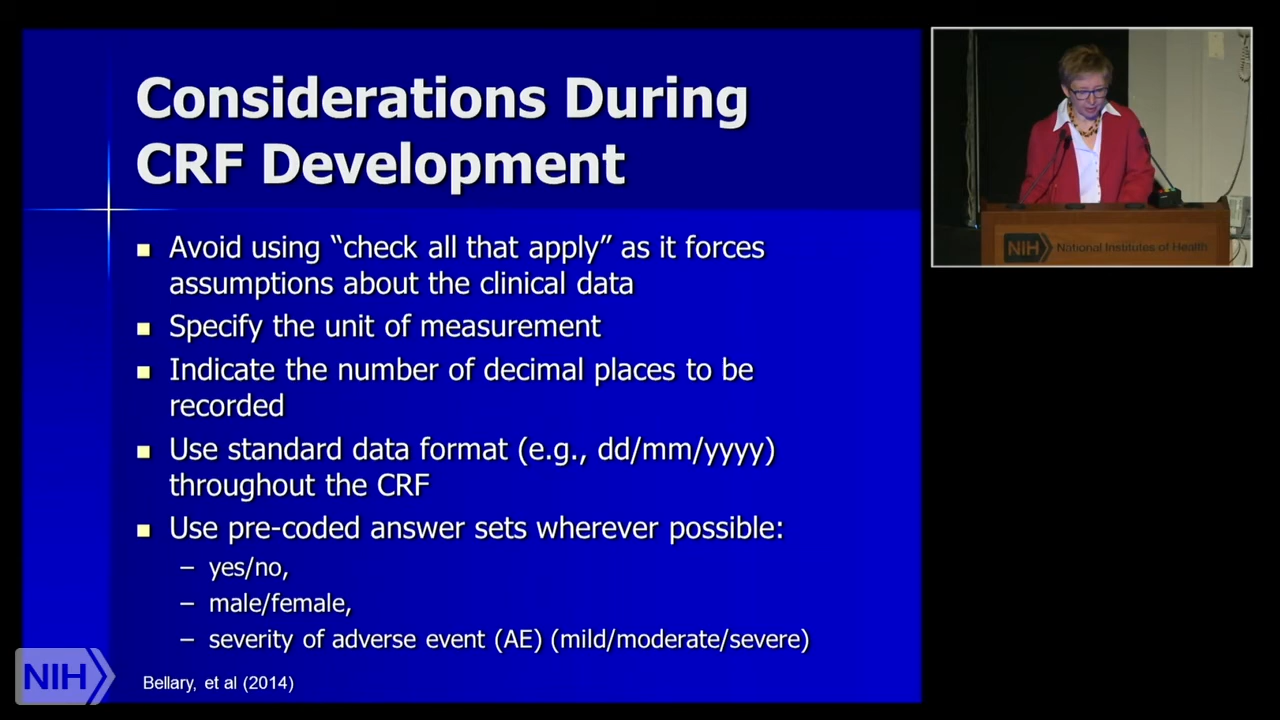 Considerations During
CRF Development
■ Avoid using “check all that apply” as it forces
assumptions about the clinical data
■ Specify the unit of measurement
■ Indicate the number of decimal places to be
recorded
■ Use standard data format (e.g., dd/mm/yyyy)
throughout the CRF
■ Use pre-coded answer sets wherever possible:
– yes/no,
– male/female,
– severity of adverse event (AE) (mild/moderate/severe)
Bellary, et al (2014)
NIH
NIH National Institutes of Health